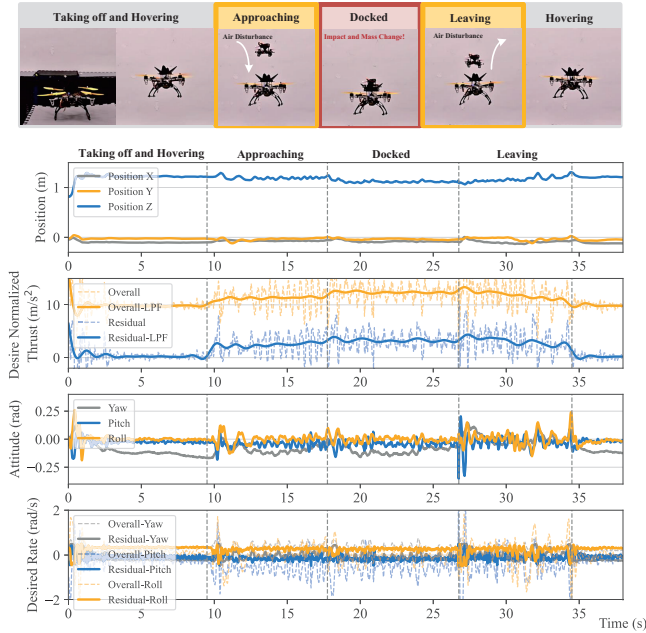 Taking off and Hovering
Approaching
Docked
Leaving
Hovering
Air Disturbance
Impact and Mass Change!
Air Disturbance
Taking off and Hovering
Approaching
Docked
Leaving
Position (m)
1
0
Position X
Position Y
Position Z
0 5 10 15 20 25 30 35
Desire Normalized
Thrust (m/s²)
10
0
Overall
Overall-LPF
Residual
Residual-LPF
0 5 10 15 20 25 30 35
Attitude (rad)
0.25
0.00
−0.25
Yaw
Pitch
Roll
0 5 10 15 20 25 30 35
Desired Rate (rad/s)
2
0
−2
Overall-Yaw
Residual-Yaw
Overall-Pitch
Residual-Pitch
Overall-Roll
Residual-Roll
0 5 10 15 20 25 30 35
Time (s)